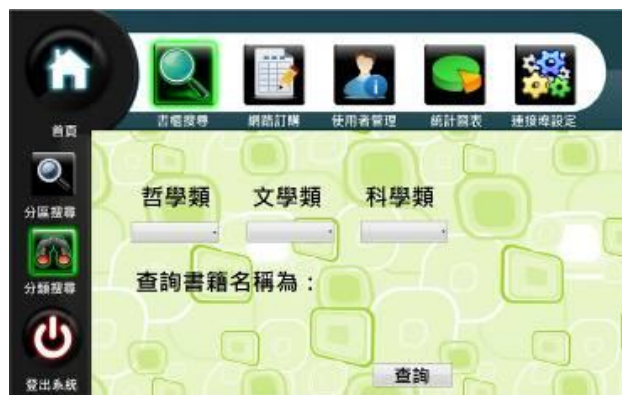 首頁
書櫃搜尋 網路訂購 使用者管理 統計圖表 連接埠設定
分區搜尋
分類搜尋
登出系統
哲學類 文學類 科學類
查詢書籍名稱為：
查詢